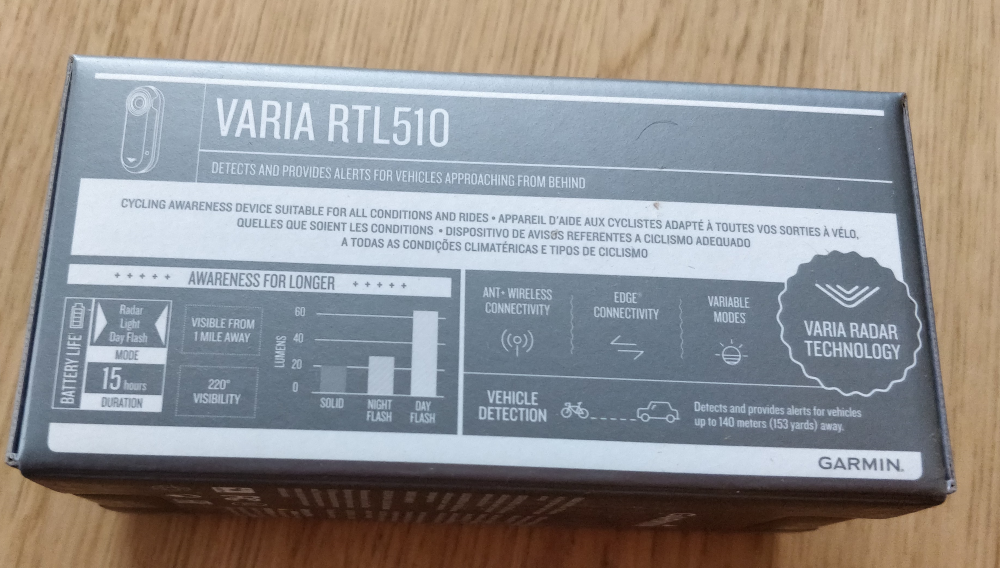 VARIA RTL510
DETECTS AND PROVIDES ALERTS FOR VEHICLES APPROACHING FROM BEHIND
CYCLING AWARENESS DEVICE SUITABLE FOR ALL CONDITIONS AND RIDES • APPAREIL D'AIDE AUX CYCLISTES ADAPTÉ À TOUTES VOS SORTIES À VÉLO,
QUELLES QUE SOIENT LES CONDITIONS • DISPOSITIVO DE AVISOS REFERENTES A CICLISMO ADEQUADO
A TODAS AS CONDIÇÕES CLIMATÉRICAS E TIPOS DE CICLISMO
+ + + + + AWARENESS FOR LONGER + + + + +
BATTERY LIFE
Radar
Light
Day Flash
MODE
15 hours
DURATION
VISIBLE FROM
1 MILE AWAY
220°
VISIBILITY
LUMENS
60
40
20
0
SOLID
NIGHT
FLASH
DAY
FLASH
ANT+ WIRELESS
CONNECTIVITY
EDGE®
CONNECTIVITY
VARIABLE
MODES
VARIA RADAR
TECHNOLOGY
VEHICLE
DETECTION
Detects and provides alerts for vehicles
up to 140 meters (153 yards) away.
GARMIN.